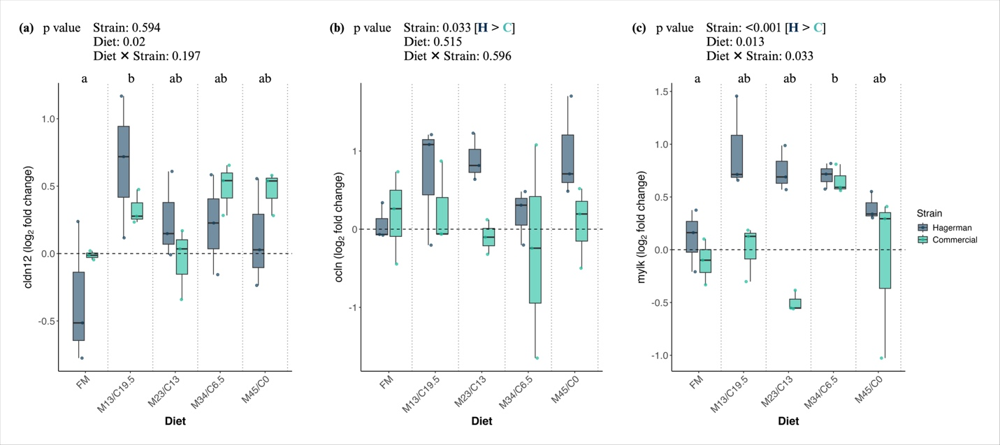 (a) p value Strain: 0.594
Diet: 0.02
Diet ✕ Strain: 0.197
a b ab ab ab
cldn12 (log2 fold change)
1.0
0.5
0.0
-0.5
FM M13/C19.5 M23/C13 M34/C6.5 M45/C0
Diet
(b) p value Strain: 0.033 [H > C]
Diet: 0.515
Diet ✕ Strain: 0.596
ocln (log2 fold change)
1
0
-1
FM M13/C19.5 M23/C13 M34/C6.5 M45/C0
Diet
(c) p value Strain: <0.001 [H > C]
Diet: 0.013
Diet ✕ Strain: 0.033
a ab ab b ab
mylk (log2 fold change)
1.5
1.0
0.5
0.0
-0.5
-1.0
FM M13/C19.5 M23/C13 M34/C6.5 M45/C0
Diet
Strain
Hagerman
Commercial